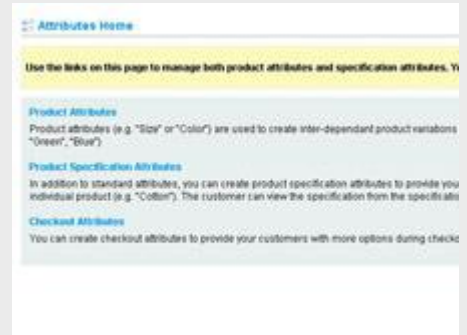 Attributes Home
Use the links on this page to manage both product attributes and specification attributes.
Product Attributes
Product attributes (e.g. "Size" or "Color") are used to create inter-dependant product variations
"Green", "Blue")
Product Specification Attributes
In addition to standard attributes, you can create product specification attributes to provide you
individual product (e.g. "Cotton"). The customer can view the specification from the specificatio
Checkout Attributes
You can create checkout attributes to provide your customers with more options during checko